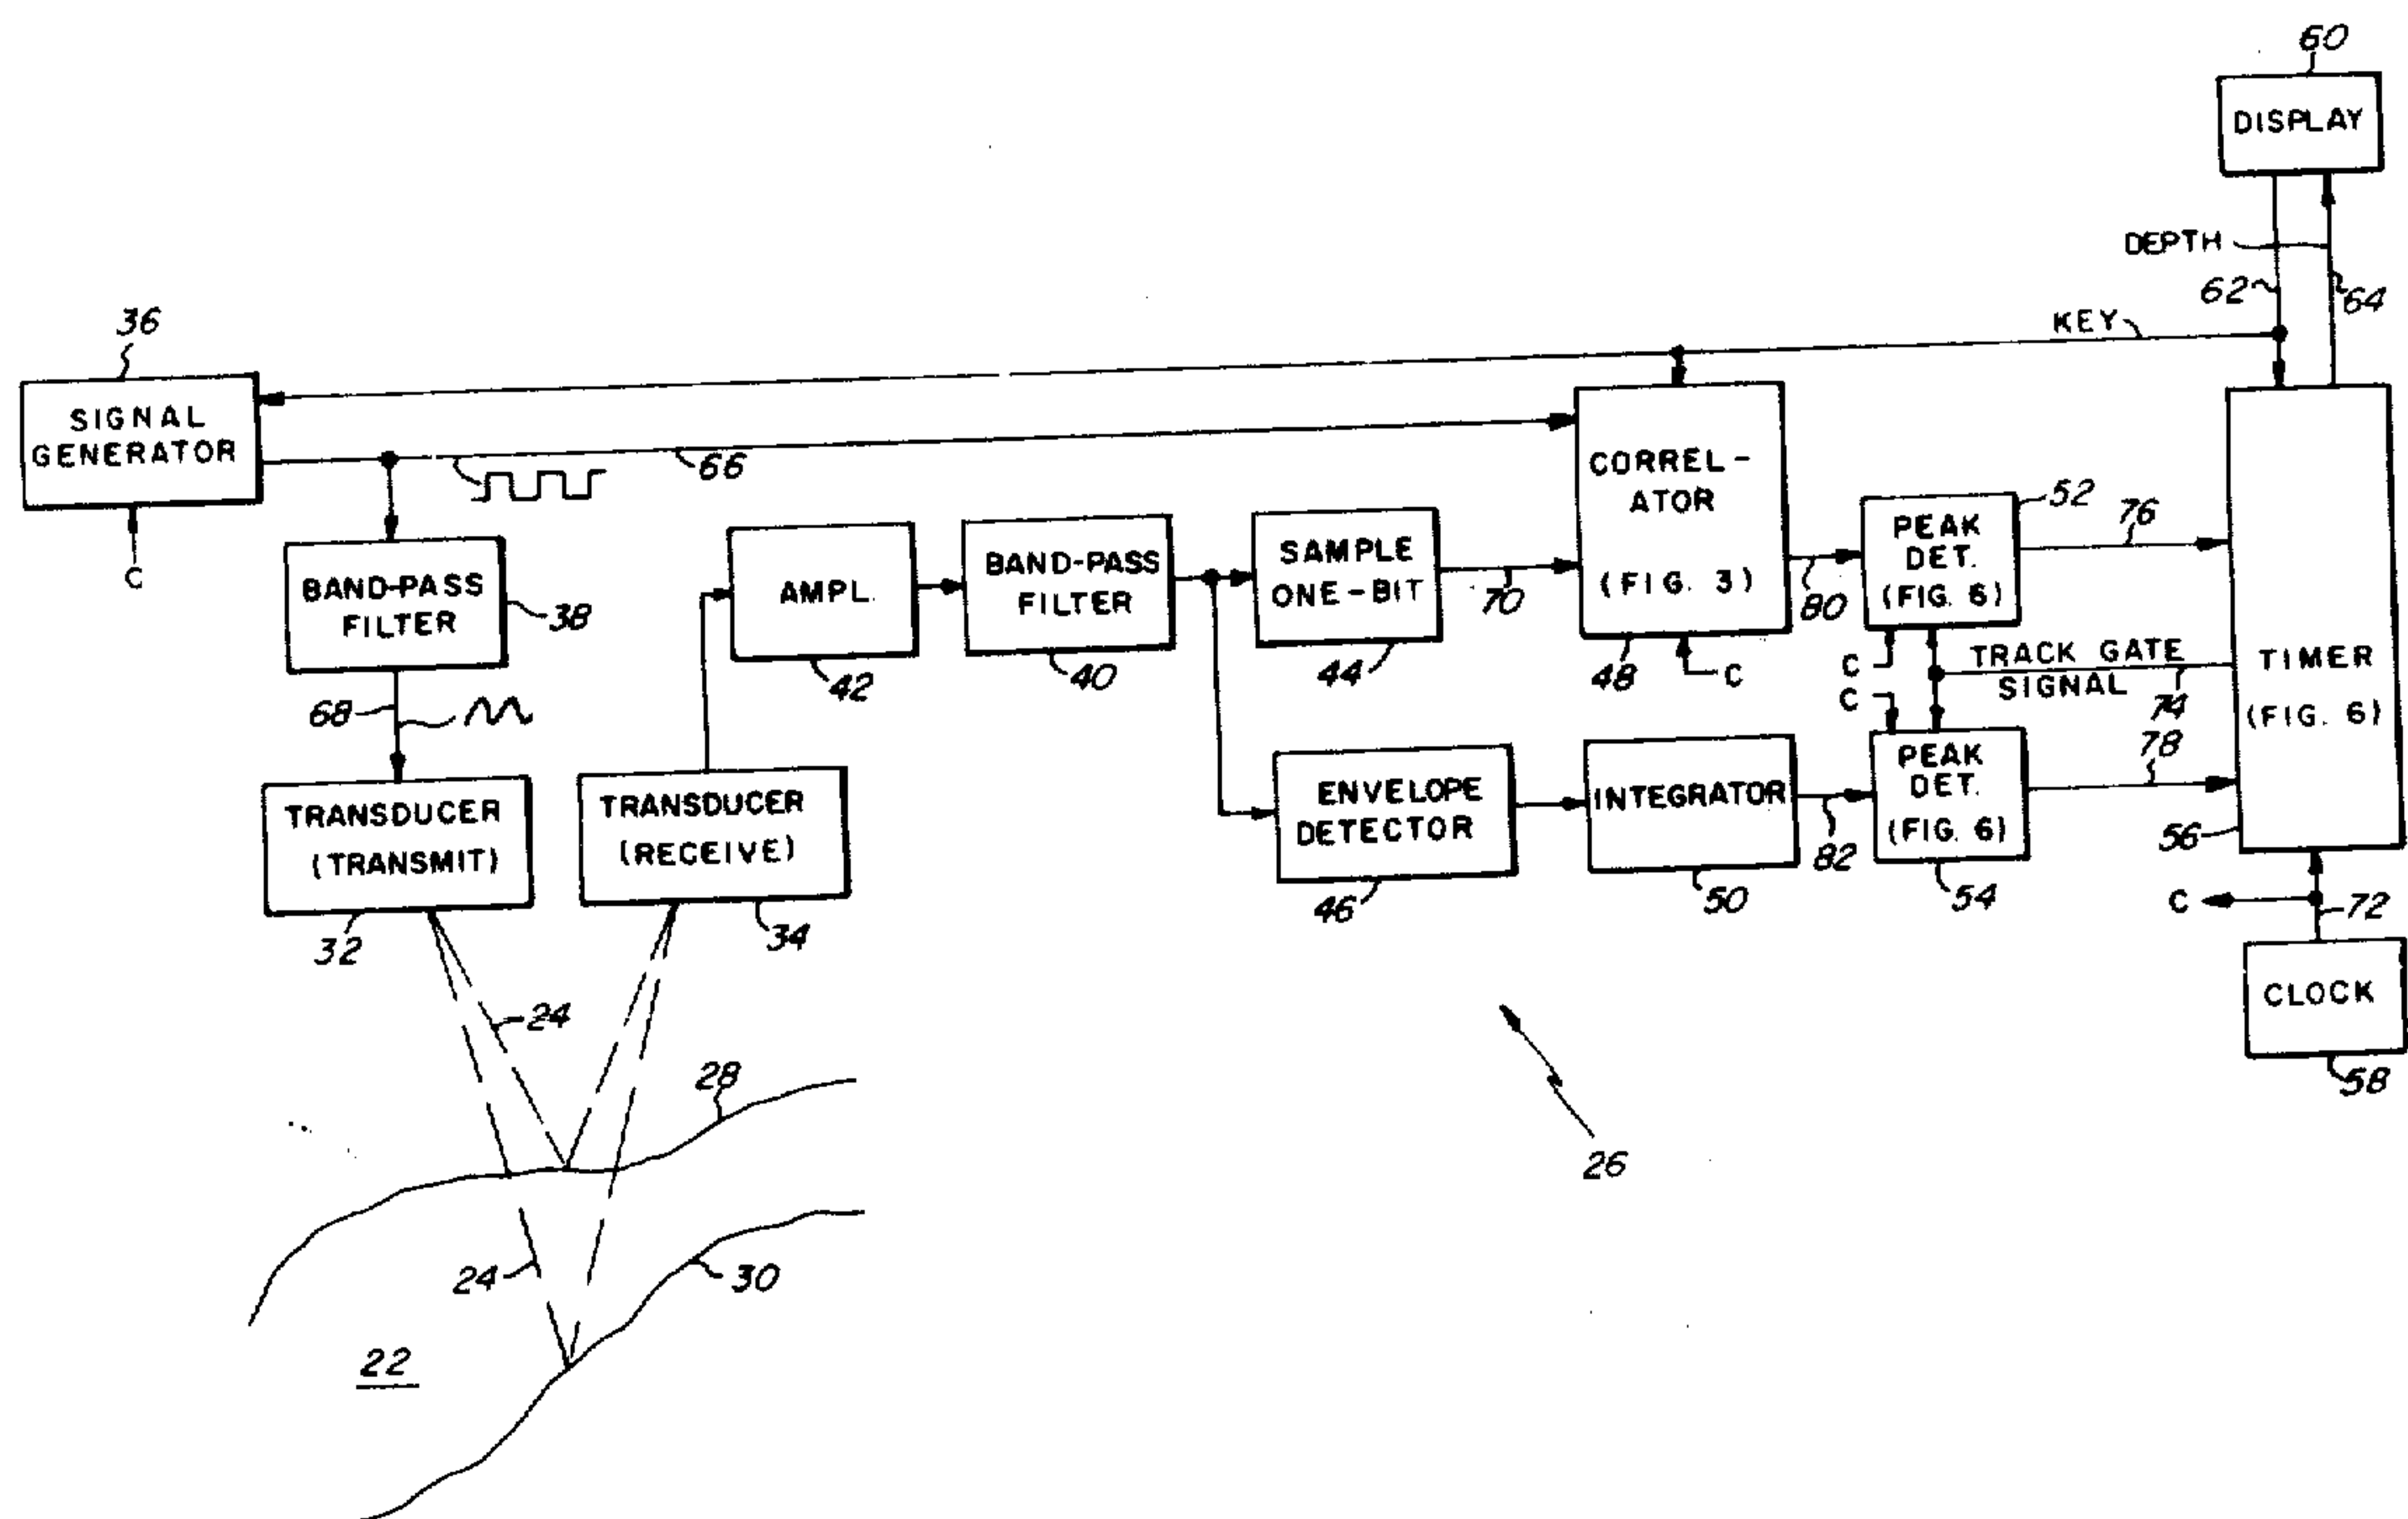 60
DISPLAY
DEPTH
62
64
KEY
36
SIGNAL
GENERATOR
C
66
BAND-PASS
FILTER
38
68
TRANSDUCER
(TRANSMIT)
32
TRANSDUCER
(RECEIVE)
34
AMPL.
42
BAND-PASS
FILTER
40
SAMPLE
ONE-BIT
44
70
CORREL-
ATOR
(FIG. 3)
48
C
80
PEAK
DET.
(FIG. 6)
52
76
C
TRACK GATE
SIGNAL
74
C
PEAK
DET.
(FIG. 6)
54
78
ENVELOPE
DETECTOR
46
INTEGRATOR
50
82
TIMER
(FIG. 6)
56
C
72
CLOCK
58
24
28
24
30
22
26